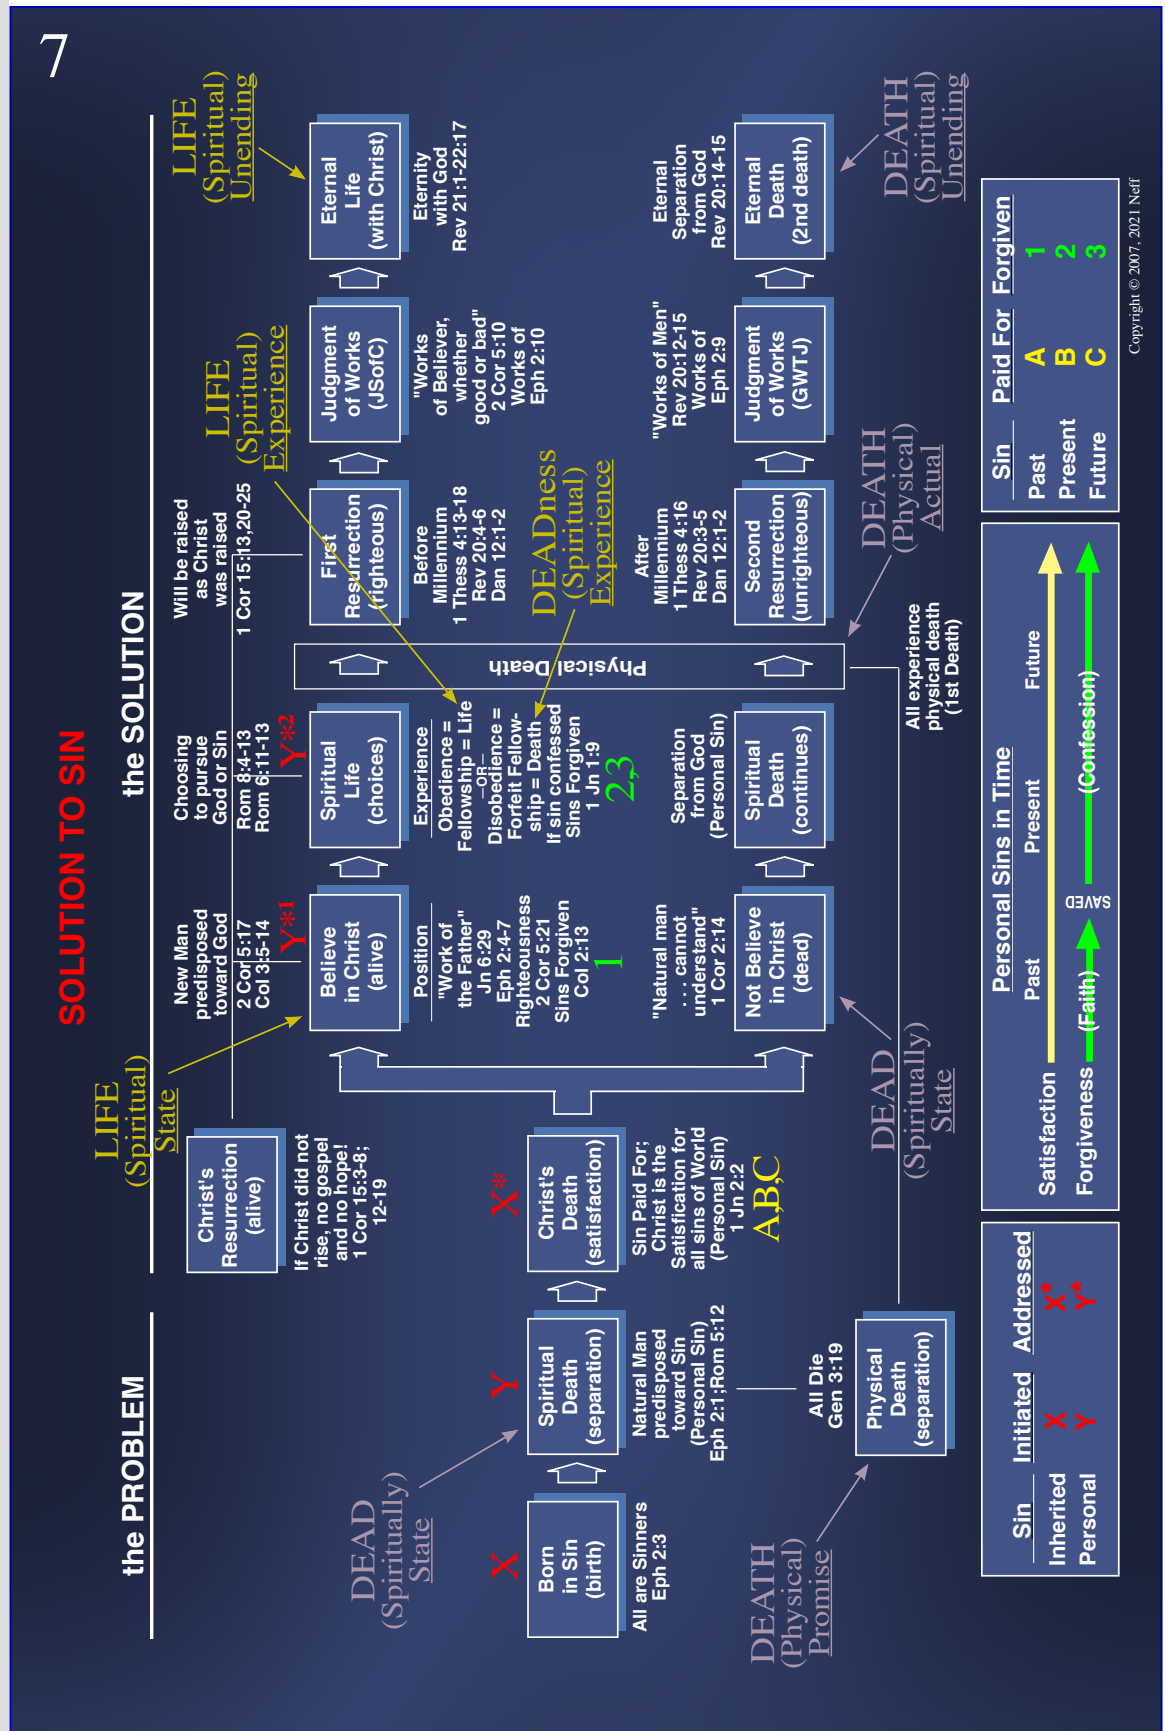 7
SOLUTION TO SIN
the PROBLEM
the SOLUTION
LIFE
(Spiritual)
State
LIFE
(Spiritual)
Experience
LIFE
(Spiritual)
Unending
Christ's
Resurrection
(alive)
If Christ did not
rise, no gospel
and no hope!
1 Cor 15:3-8;
12-19
New Man
predisposed
toward God
2 Cor 5:17
Col 3:5-14
Y*1
Choosing
to pursue
God or Sin
Rom 8:4-13
Rom 6:11-13
Y*2
Will be raised
as Christ
was raised
1 Cor 15:13,20-25
Believe
in Christ
(alive)
Position
"Work of
the Father"
Jn 6:29
Eph 2:4-7
Righteousness
2 Cor 5:21
Sins Forgiven
Col 2:13
1
Spiritual
Life
(choices)
Experience
Obedience =
Fellowship = Life
–OR–
Disobedience =
Forfeit Fellow-
ship = Death
If sin confessed
Sins Forgiven
1 Jn 1:9
2,3
Physical Death
First
Resurrection
(righteous)
Before
Millennium
1 Thess 4:13-18
Rev 20:4-6
Dan 12:1-2
Judgment
of Works
(JSofC)
"Works
of Believer,
whether
good or bad"
2 Cor 5:10
Works of
Eph 2:10
Eternal
Life
(with Christ)
Eternity
with God
Rev 21:1-22:17
DEADness
(Spiritual)
Experience
DEAD
(Spiritually)
State
X
Born
in Sin
(birth)
All are Sinners
Eph 2:3
Y
Spiritual
Death
(separation)
Natural Man
predisposed
toward Sin
(Personal Sin)
Eph 2:1;Rom 5:12
X*
Christ's
Death
(satisfaction)
Sin Paid For;
Christ is the
Satisfication for
all sins of World
(Personal Sin)
1 Jn 2:2
A,B,C
"Natural man
. . . cannot
understand"
1 Cor 2:14
Not Believe
in Christ
(dead)
Separation
from God
(Personal Sin)
Spiritual
Death
(continues)
After
Millennium
1 Thess 4:16
Rev 20:3-5
Dan 12:1-2
Second
Resurrection
(unrighteous)
"Works of Men"
Rev 20:12-15
Works of
Eph 2:9
Judgment
of Works
(GWTJ)
Eternal
Separation
from God
Rev 20:14-15
Eternal
Death
(2nd death)
DEATH
(Physical)
Promise
All Die
Gen 3:19
Physical
Death
(separation)
DEAD
(Spiritually)
State
All experience
physical death
(1st Death)
DEATH
(Physical)
Actual
DEATH
(Spiritual)
Unending
Sin Initiated Addressed
Inherited X X*
Personal Y Y*
Personal Sins in Time
Past Present Future
Satisfaction
Forgiveness (Faith) SAVED (Confession)
Sin Paid For Forgiven
Past A 1
Present B 2
Future C 3
Copyright © 2007, 2021 Neff